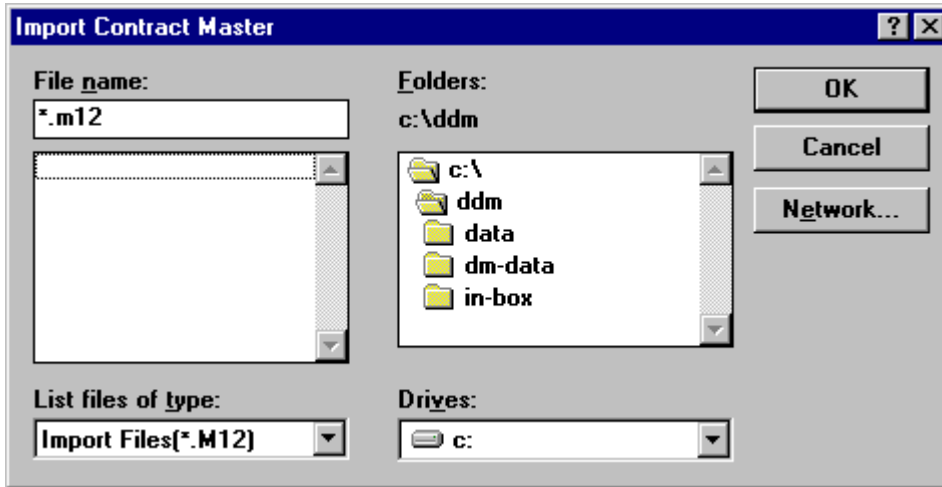 Import Contract Master
File name:
*.m12
Folders:
c:\ddm
c:\
ddm
data
dm-data
in-box
OK
Cancel
Network...
List files of type:
Import Files(*.M12)
Drives:
c: